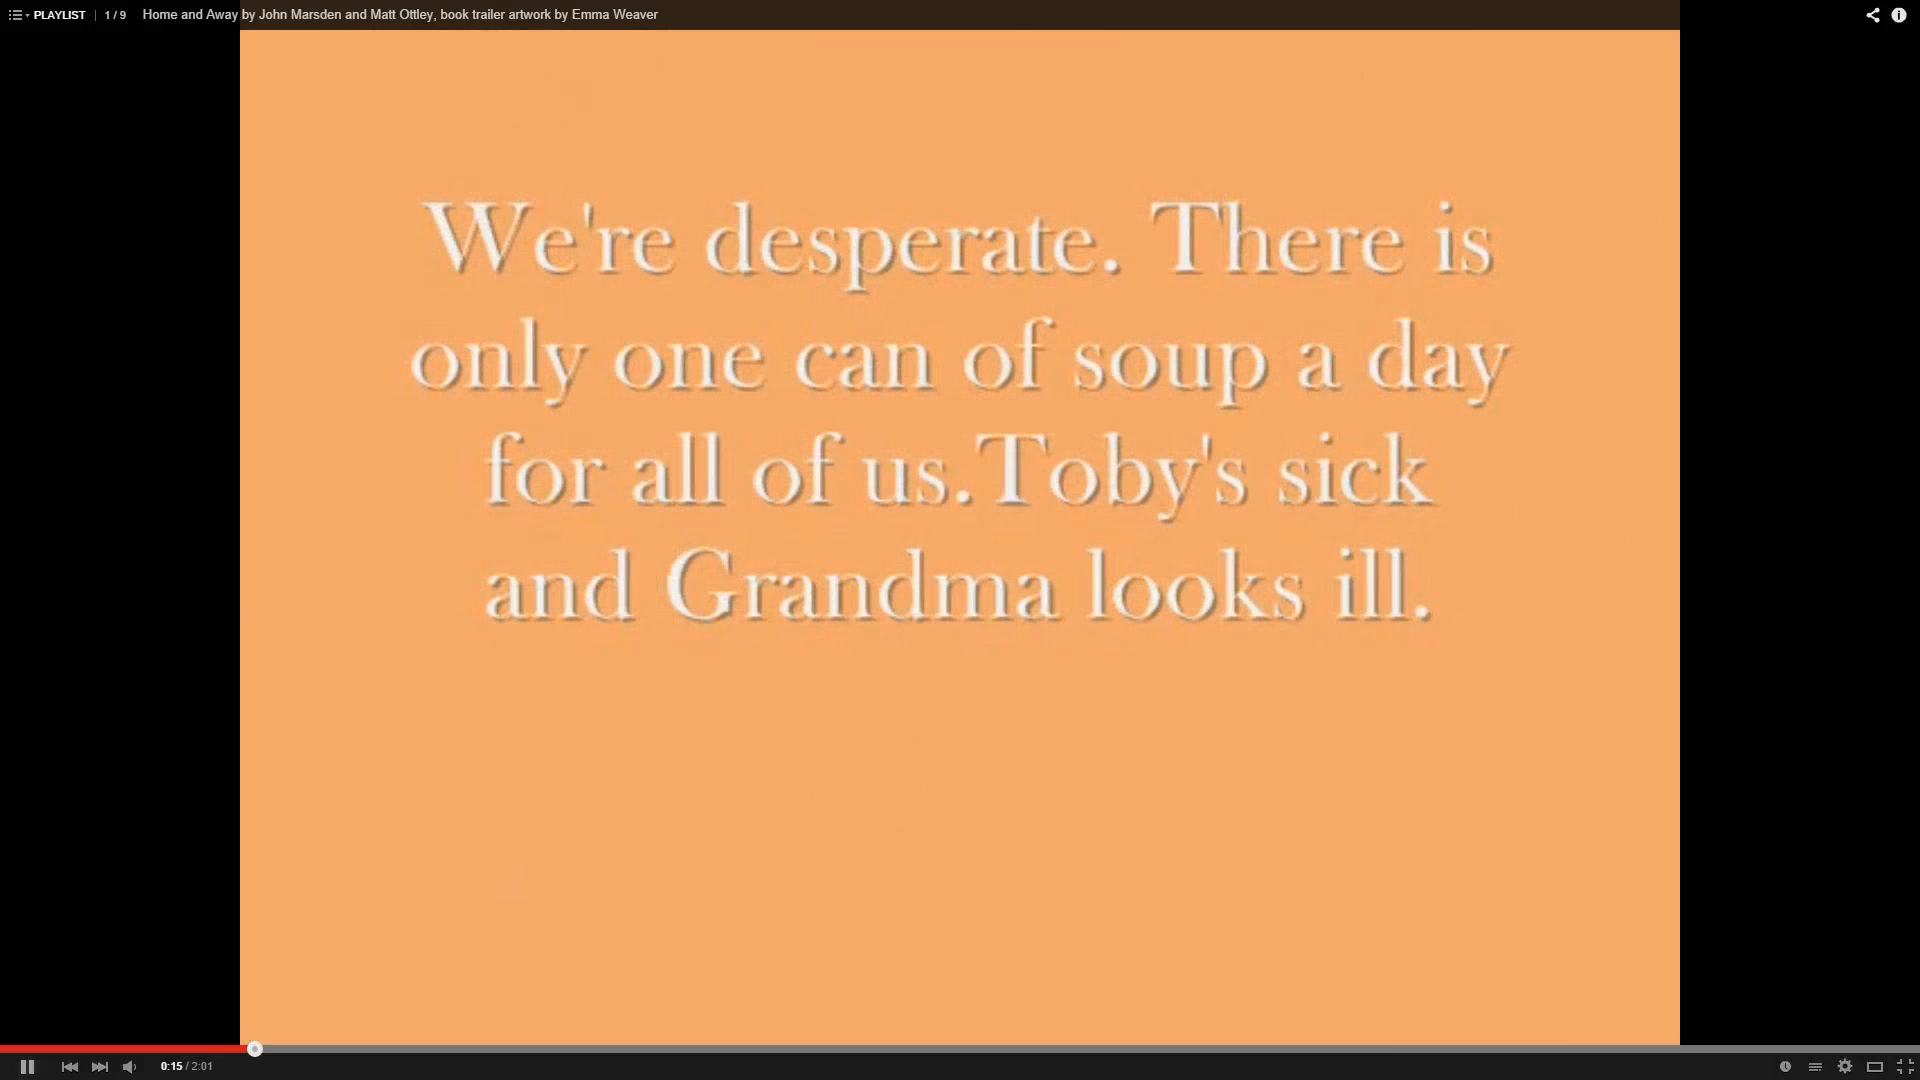 PLAYLIST | 1 / 9 Home and Away by John Marsden and Matt Ottley, book trailer artwork by Emma Weaver
We're desperate. There is
only one can of soup a day
for all of us.Toby's sick
and Grandma looks ill.
0:15 / 2:01